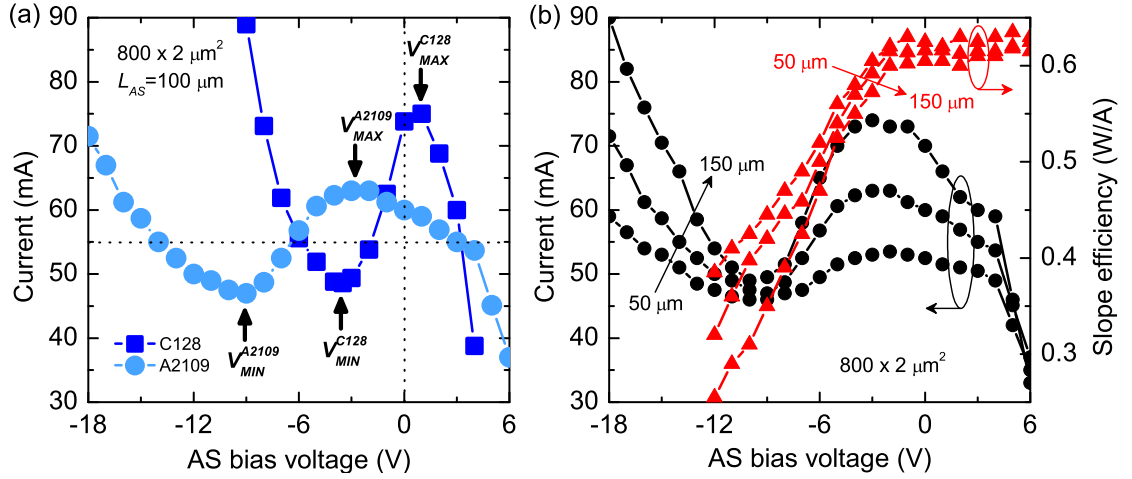 (a)
90
80
70
60
50
40
30
Current (mA)
800 x 2 μm²
L_AS=100 μm
V_MAX^C128
V_MAX^A2109
V_MIN^A2109
V_MIN^C128
C128
A2109
-18
-12
-6
0
6
AS bias voltage (V)
(b)
90
80
70
60
50
40
30
Current (mA)
50 μm
150 μm
150 μm
50 μm
800 x 2 μm²
0.6
0.5
0.4
0.3
Slope efficiency (W/A)
-18
-12
-6
0
6
AS bias voltage (V)